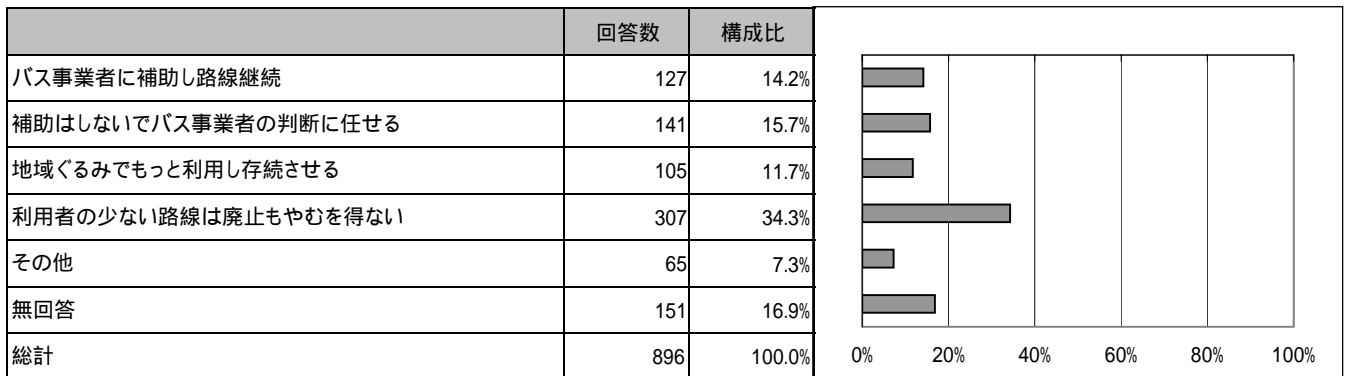 回答数 構成比
バス事業者に補助し路線継続 127 14.2%
補助はしないでバス事業者の判断に任せる 141 15.7%
地域ぐるみでもっと利用し存続させる 105 11.7%
利用者の少ない路線は廃止もやむを得ない 307 34.3%
その他 65 7.3%
無回答 151 16.9%
総計 896 100.0%
0% 20% 40% 60% 80% 100%